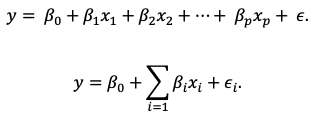 y = β₀ + β₁x₁ + β₂x₂ + ⋯ + βₚxₚ + ϵ.
y = β₀ + ∑ᵢ₌₁ βᵢxᵢ + ϵᵢ.